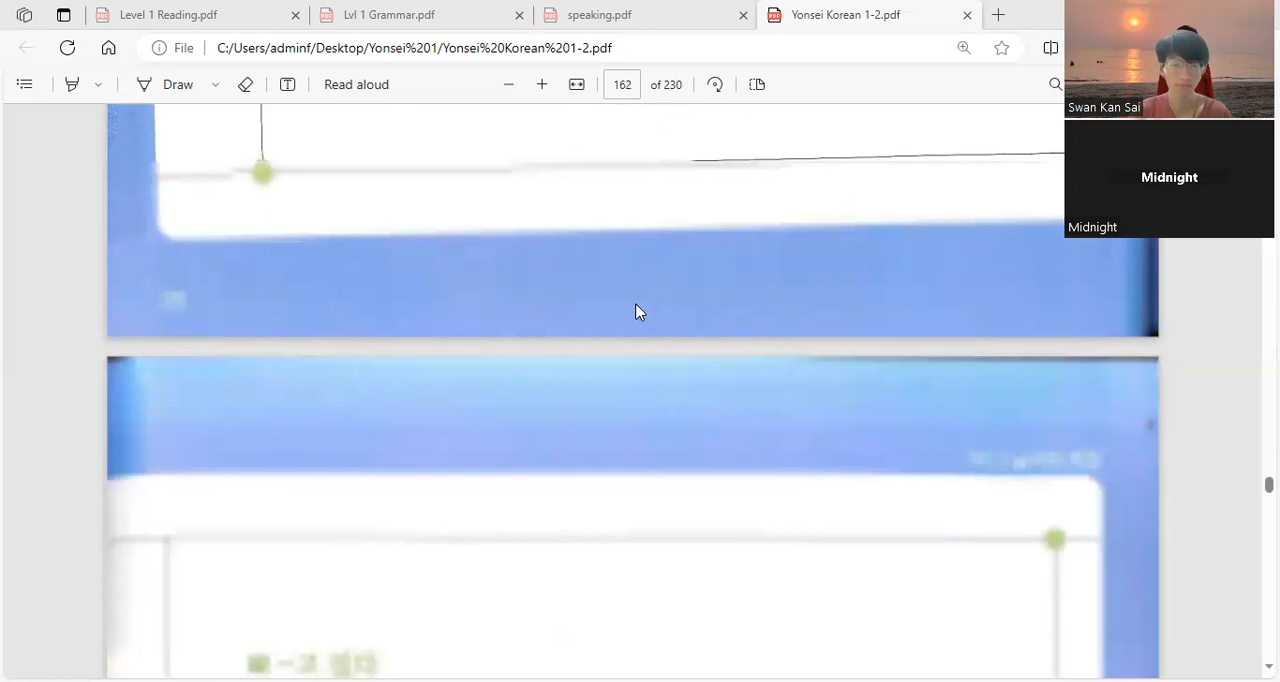 Level 1 Reading.pdf
Lvl 1 Grammar.pdf
speaking.pdf
Yonsei Korean 1-2.pdf
File
C:/Users/adminf/Desktop/Yonsei%201/Yonsei%20Korean%201-2.pdf
Draw
Read aloud
162
of 230
Swan Kan Sai
Midnight
Midnight